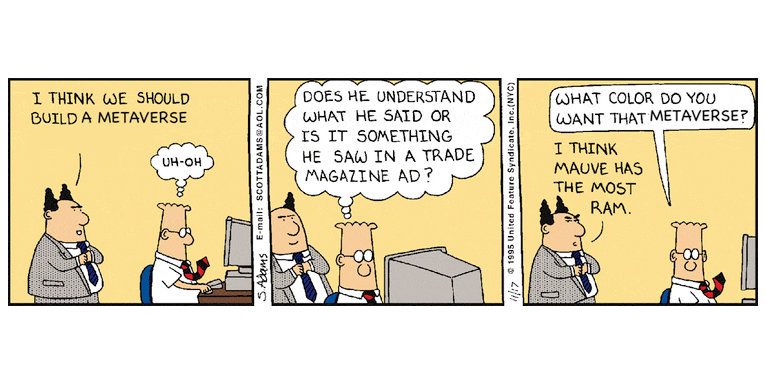 I THINK WE SHOULD
BUILD A METAVERSE
UH-OH
S.ADAMS E-mail: SCOTTADAMS@AOL.COM
DOES HE UNDERSTAND
WHAT HE SAID OR
IS IT SOMETHING
HE SAW IN A TRADE
MAGAZINE AD?
11/17 © 1995 United Feature Syndicate, Inc.(NYC)
WHAT COLOR DO YOU
WANT THAT METAVERSE?
I THINK
MAUVE HAS
THE MOST
RAM.